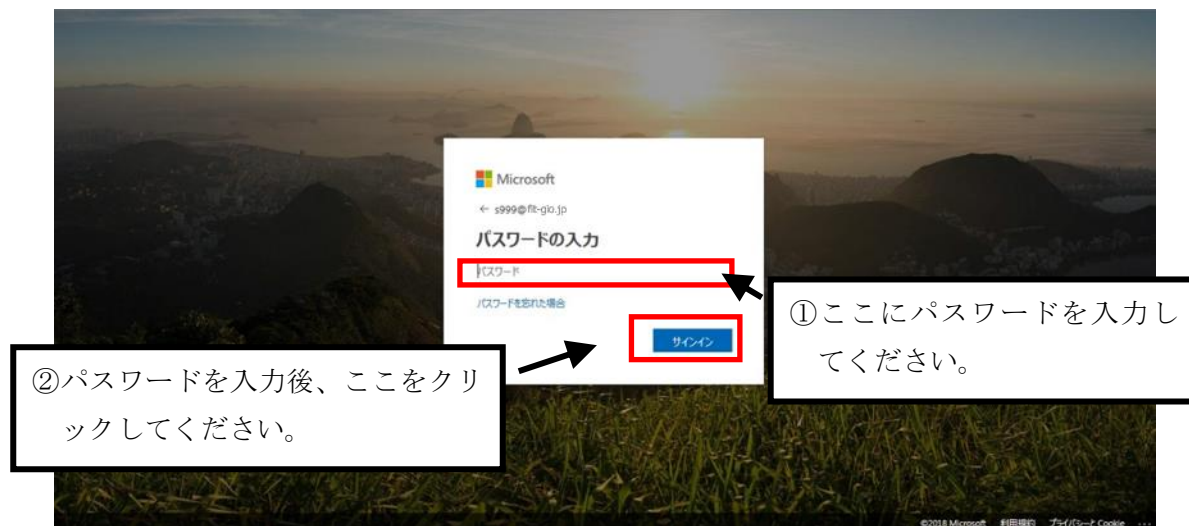 Microsoft
← s999@fit-gio.jp
パスワードの入力
パスワード
パスワードを忘れた場合
サインイン
①ここにパスワードを入力し
てください。
②パスワードを入力後、ここをクリ
ックしてください。
©2018 Microsoft 利用規約 プライバシーと Cookie ...